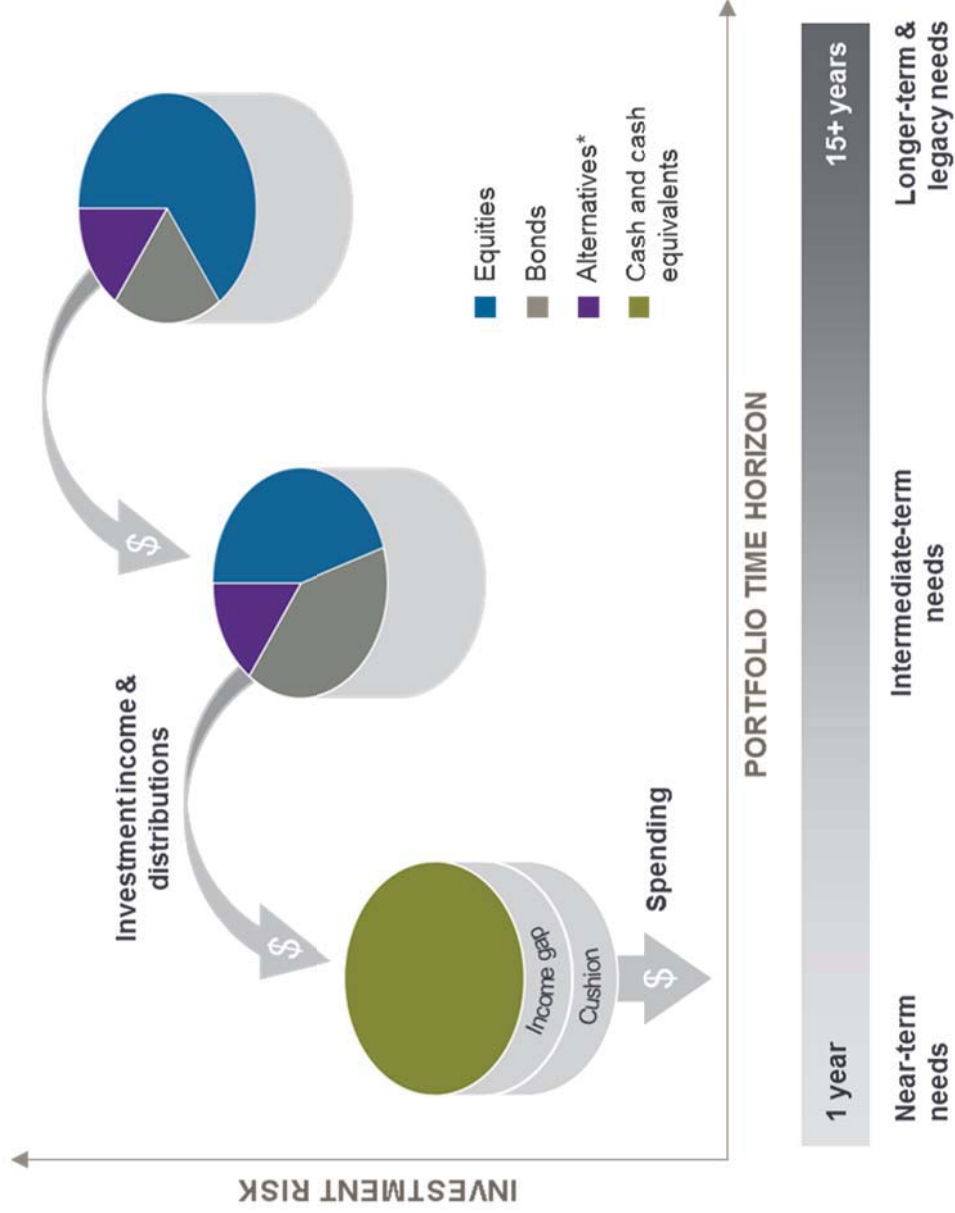 INVESTMENT RISK
Investment income &
distributions
$
$
Income gap
Cushion
$
Spending
Equities
Bonds
Alternatives*
Cash and cash
equivalents
PORTFOLIO TIME HORIZON
1 year
15+ years
Near-term
needs
Intermediate-term
needs
Longer-term &
legacy needs